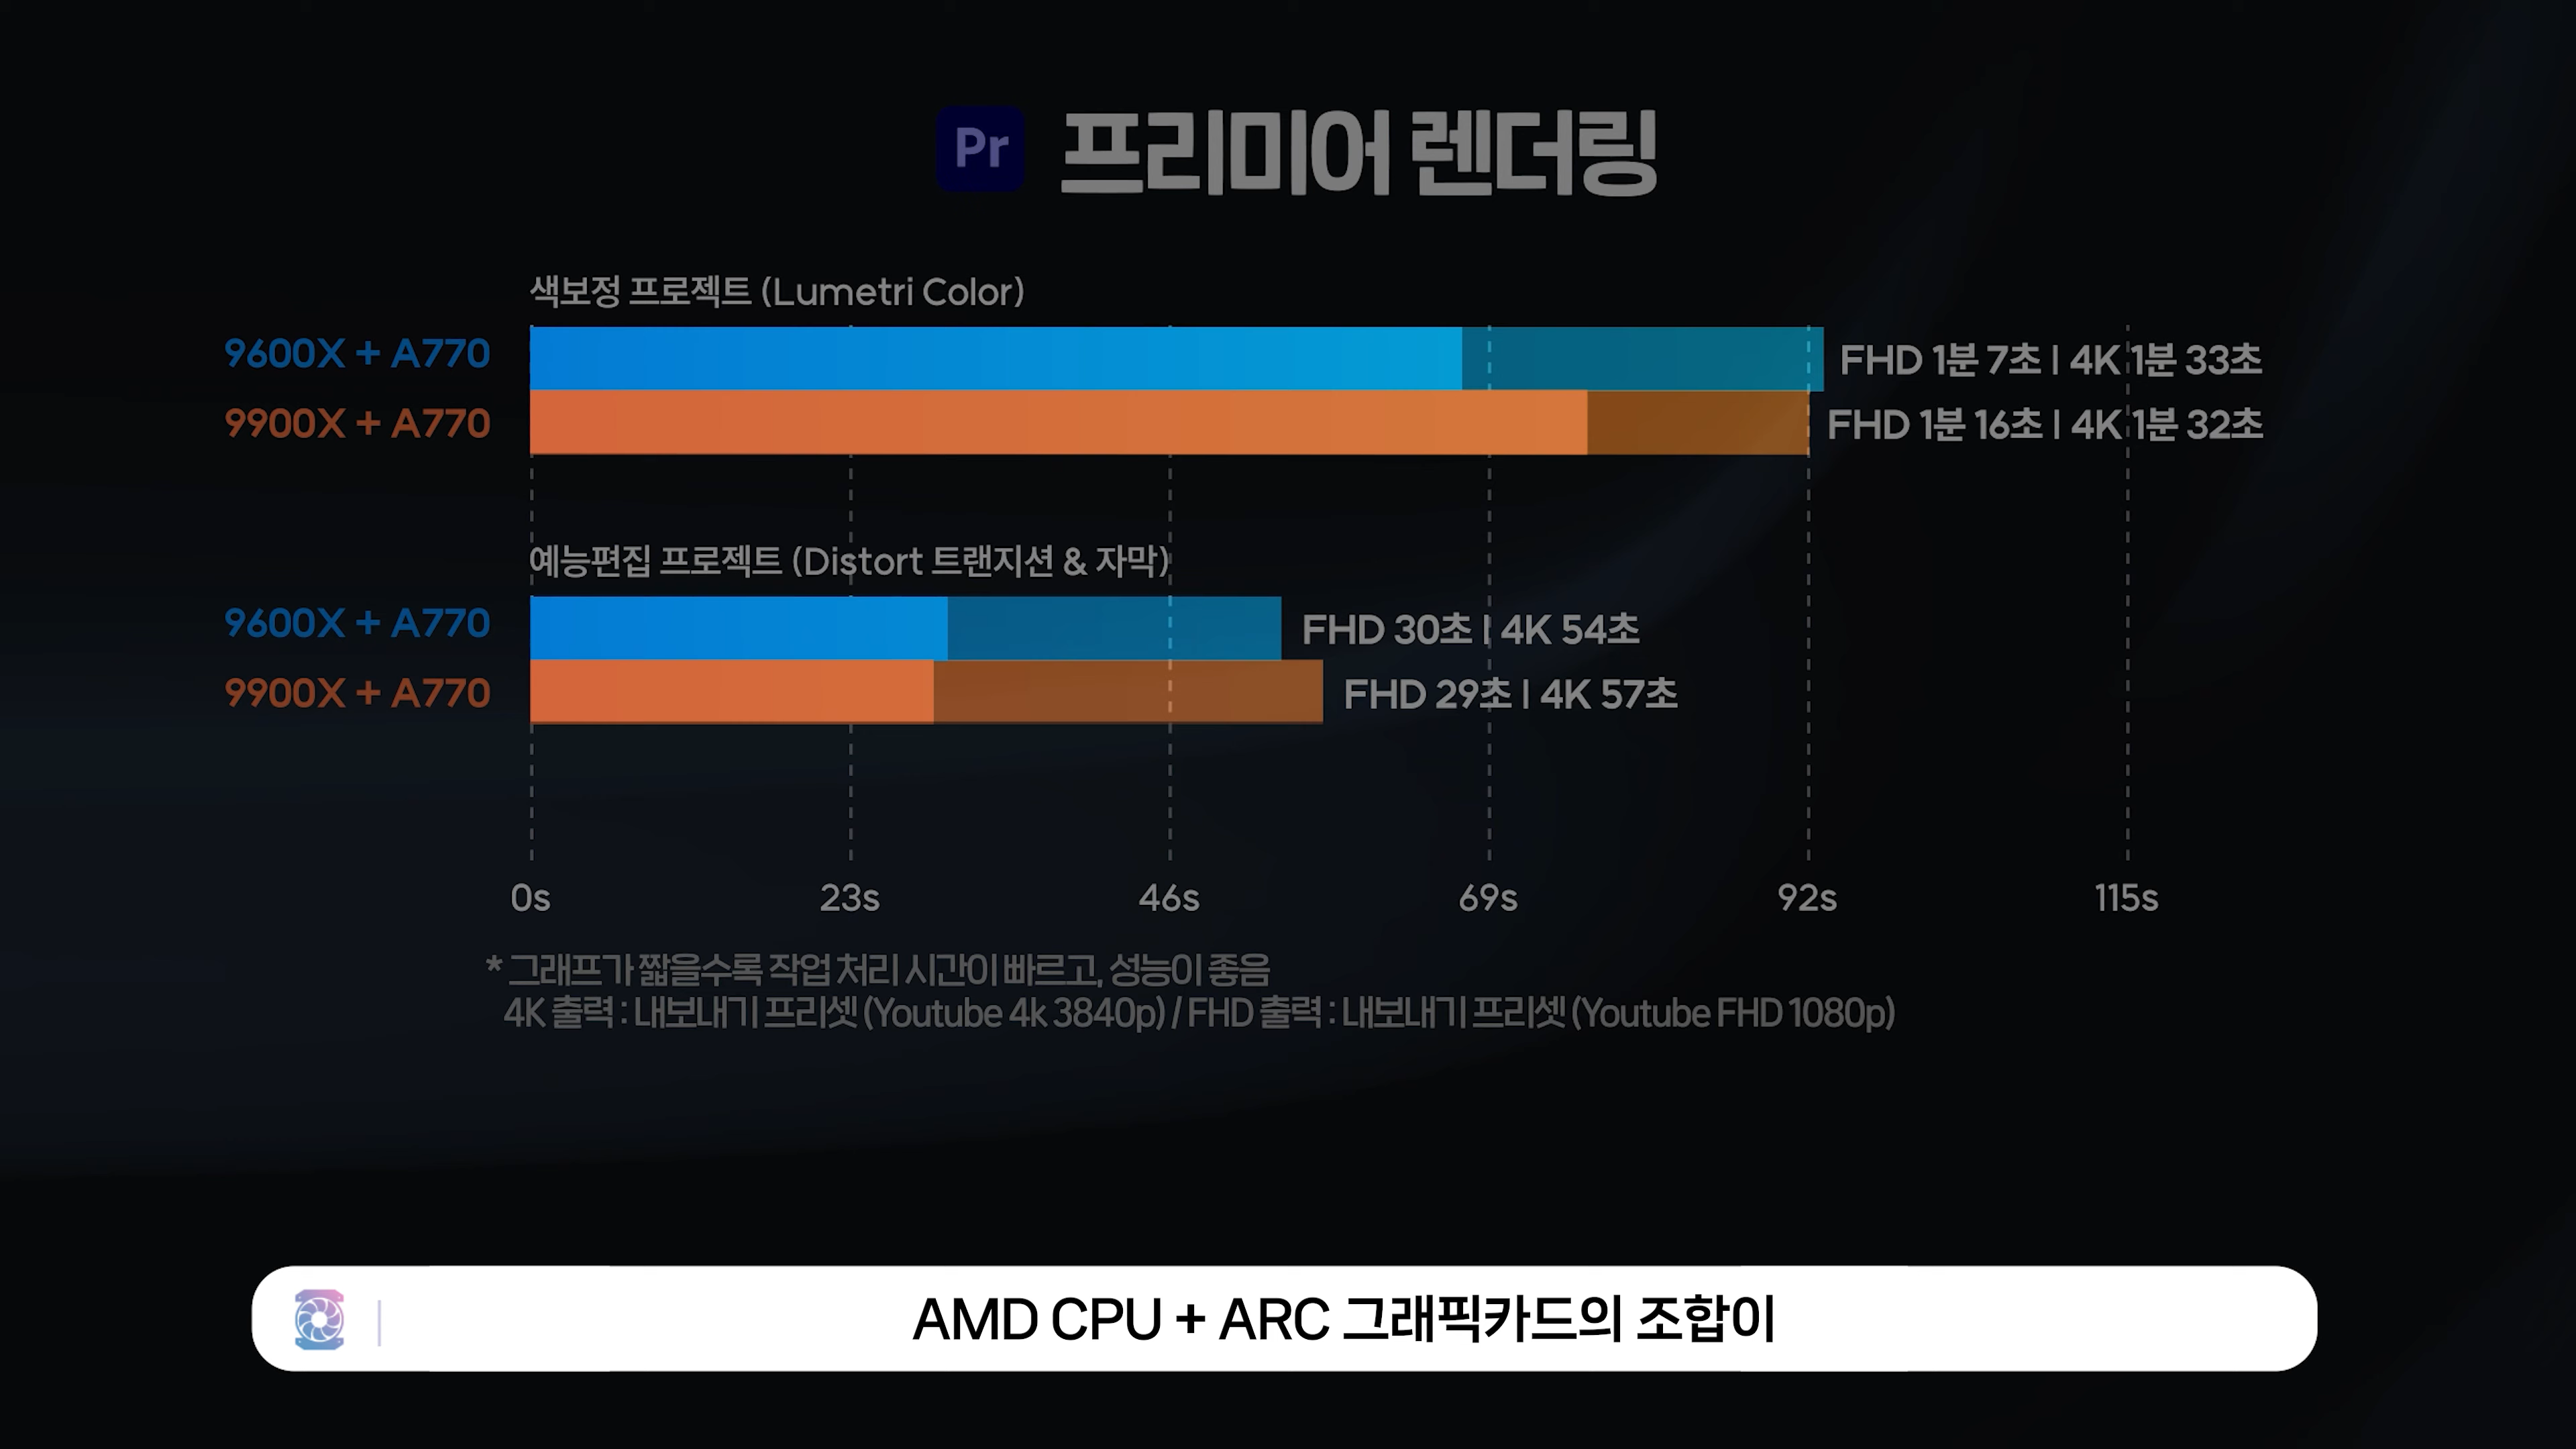 Pr 프리미어 렌더링
색보정 프로젝트 (Lumetri Color)
9600X + A770
FHD 1분 7초 | 4K 1분 33초
9900X + A770
FHD 1분 16초 | 4K 1분 32초
예능편집 프로젝트 (Distort 트랜지션 & 자막)
9600X + A770
FHD 30초 | 4K 54초
9900X + A770
FHD 29초 | 4K 57초
0s 23s 46s 69s 92s 115s
* 그래프가 짧을수록 작업 처리 시간이 빠르고, 성능이 좋음
4K 출력 : 내보내기 프리셋 (Youtube 4k 3840p) / FHD 출력 : 내보내기 프리셋 (Youtube FHD 1080p)
AMD CPU + ARC 그래픽카드의 조합이